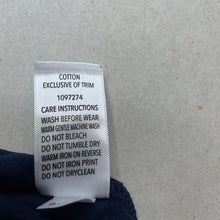 COTTON
EXCLUSIVE OF TRIM
1097274
CARE INSTRUCTIONS
WASH BEFORE WEAR
WARM GENTLE MACHINE WASH
DO NOT BLEACH
DO NOT TUMBLE DRY
WARM IRON ON REVERSE
DO NOT IRON PRINT
DO NOT DRYCLEAN